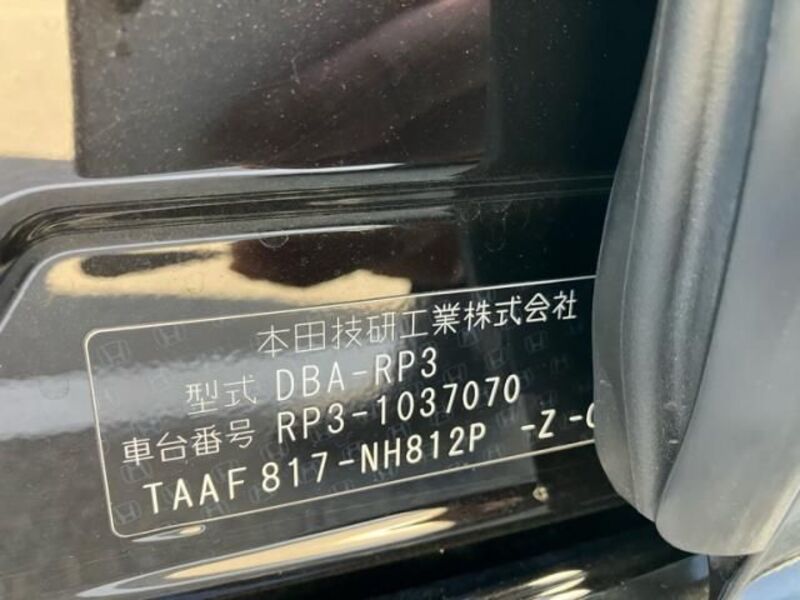 本田技研工業株式会社
型式 DBA-RP3
車台番号 RP3-1037070
TAAF 817-NH812P -Z -